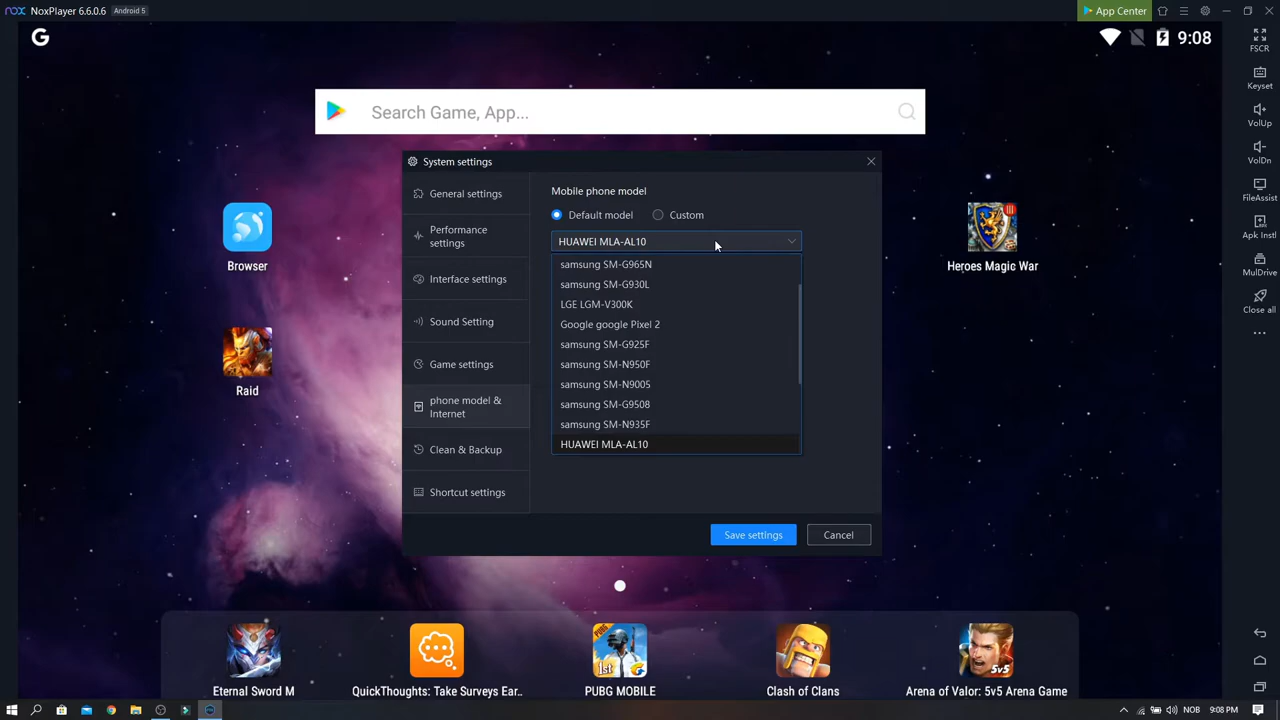 nox NoxPlayer 6.6.0.6 Android 5
App Center
G
9:08
Search Game, App...
System settings
General settings
Performance
settings
Interface settings
Sound Setting
Game settings
phone model &
Internet
Clean & Backup
Shortcut settings
Mobile phone model
Default model
Custom
HUAWEI MLA-AL10
samsung SM-G965N
samsung SM-G930L
LGE LGM-V300K
Google google Pixel 2
samsung SM-G925F
samsung SM-N950F
samsung SM-N9005
samsung SM-G9508
samsung SM-N935F
HUAWEI MLA-AL10
Save settings
Cancel
Browser
Raid
III
Heroes Magic War
FSCR
Keyset
VolUp
VolDn
FileAssist
Apk Instl
MulDrive
Close all
PUBG
1st
5v5
Eternal Sword M
QuickThoughts: Take Surveys Ear..
PUBG MOBILE
Clash of Clans
Arena of Valor: 5v5 Arena Game
NOB
9:08 PM